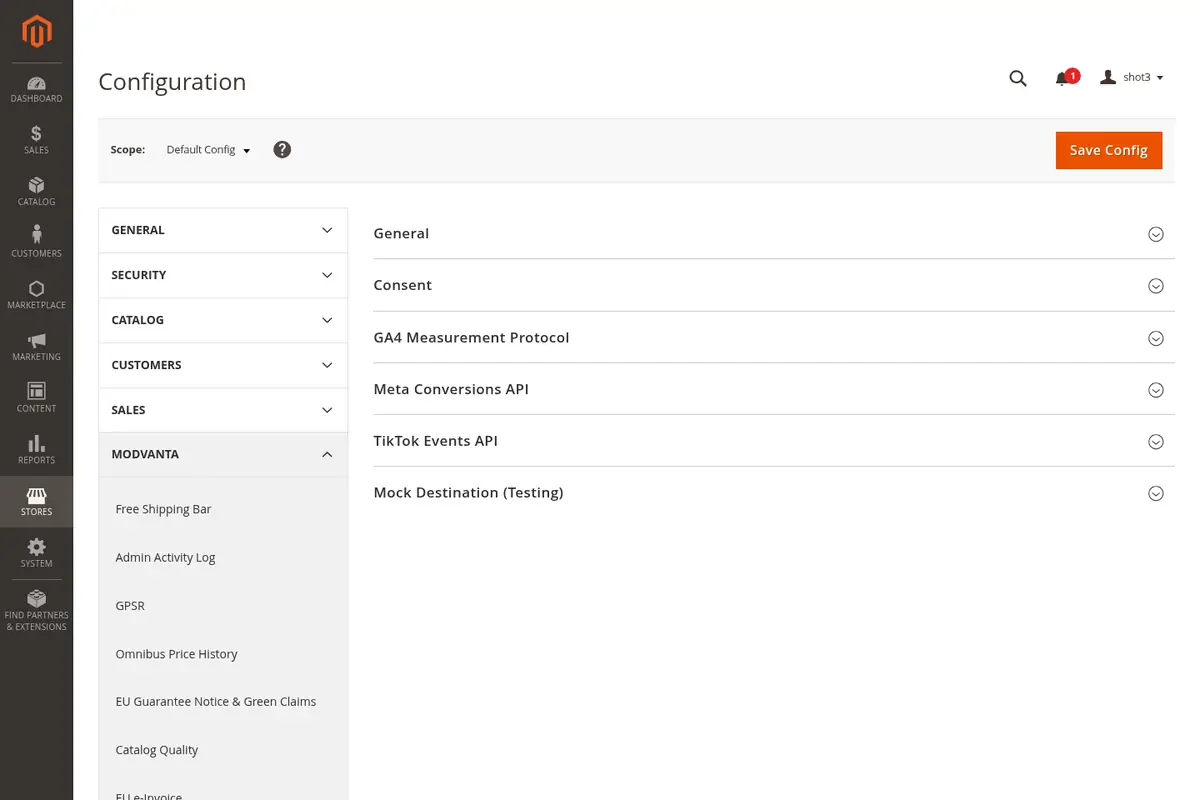 Configuration
1
shot3
DASHBOARD
SALES
CATALOG
CUSTOMERS
MARKETPLACE
MARKETING
CONTENT
REPORTS
STORES
SYSTEM
FIND PARTNERS
& EXTENSIONS
Scope:
Default Config
?
Save Config
GENERAL
SECURITY
CATALOG
CUSTOMERS
SALES
MODVANTA
Free Shipping Bar
Admin Activity Log
GPSR
Omnibus Price History
EU Guarantee Notice & Green Claims
Catalog Quality
EU e-Invoice
General
Consent
GA4 Measurement Protocol
Meta Conversions API
TikTok Events API
Mock Destination (Testing)